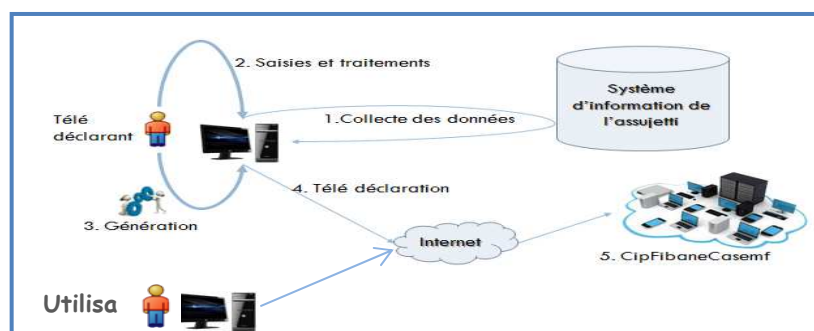 2. Saisies et traitements
Système
d'information de
l'assujetti
Télé
déclarant
1.Collecte des données
4. Télé déclaration
3. Génération
Internet
5. CipFibaneCasemf
Utilisa